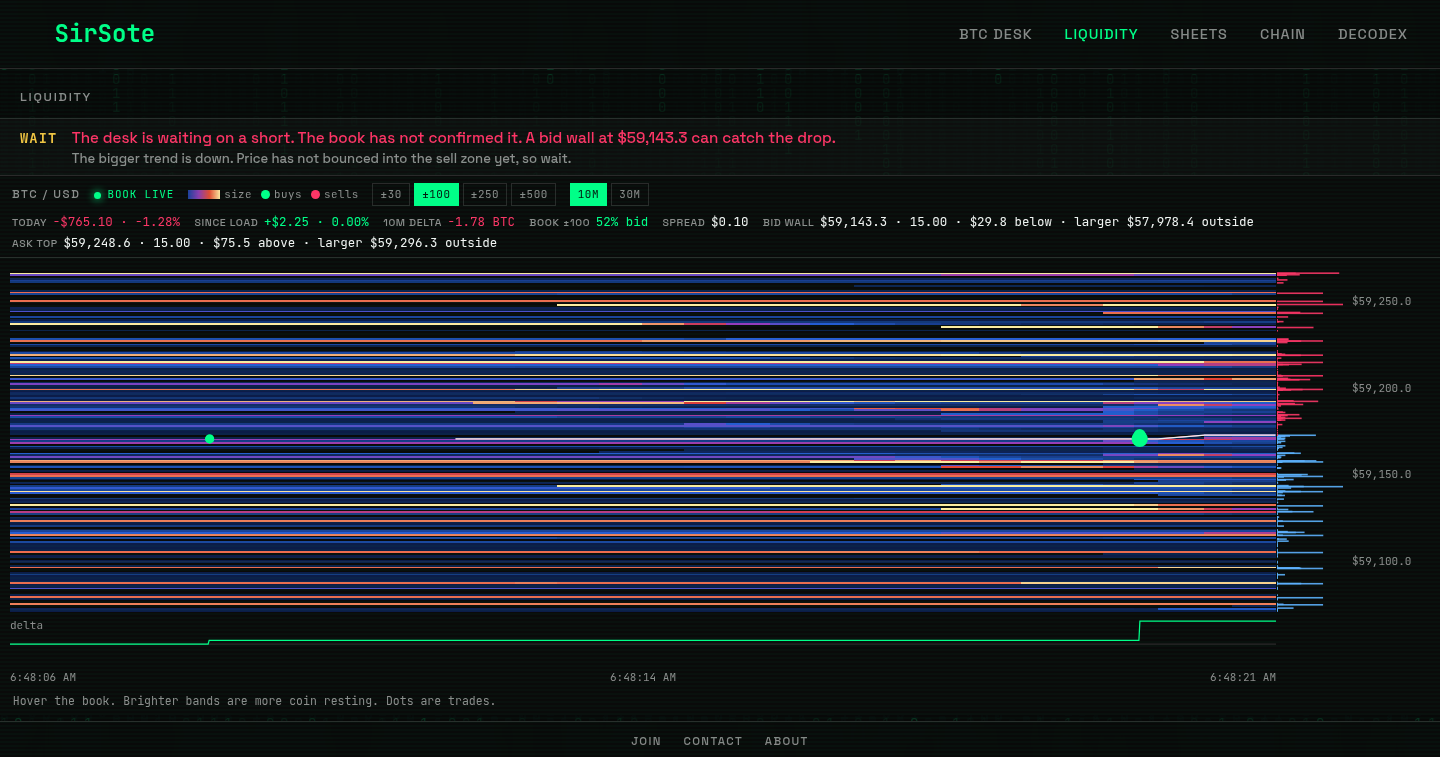 SirSote
BTC DESK LIQUIDITY SHEETS CHAIN DECODEX
LIQUIDITY
WAIT The desk is waiting on a short. The book has not confirmed it. A bid wall at $59,143.3 can catch the drop.
The bigger trend is down. Price has not bounced into the sell zone yet, so wait.
BTC / USD BOOK LIVE size buys sells ±30 ±100 ±250 ±500 10M 30M
TODAY -$765.10 · -1.28% SINCE LOAD +$2.25 · 0.00% 10M DELTA -1.78 BTC BOOK ±100 52% bid SPREAD $0.10 BID WALL $59,143.3 · 15.00 · $29.8 below · larger $57,978.4 outside
ASK TOP $59,248.6 · 15.00 · $75.5 above · larger $59,296.3 outside
$59,250.0
$59,200.0
$59,150.0
$59,100.0
delta
6:48:06 AM 6:48:14 AM 6:48:21 AM
Hover the book. Brighter bands are more coin resting. Dots are trades.
JOIN CONTACT ABOUT